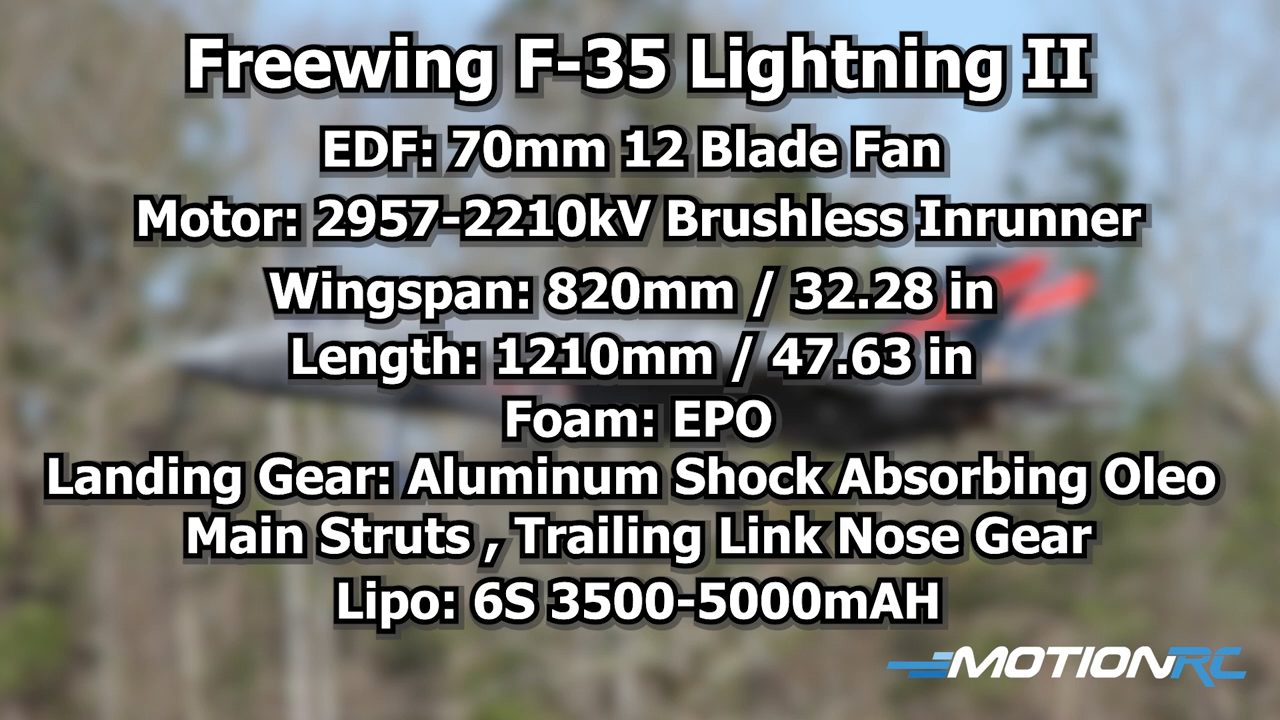 Freewing F-35 Lightning II
EDF: 70mm 12 Blade Fan
Motor: 2957-2210kV Brushless Inrunner
Wingspan: 820mm / 32.28 in
Length: 1210mm / 47.63 in
Foam: EPO
Landing Gear: Aluminum Shock Absorbing Oleo
Main Struts , Trailing Link Nose Gear
Lipo: 6S 3500-5000mAH
MOTIONRC